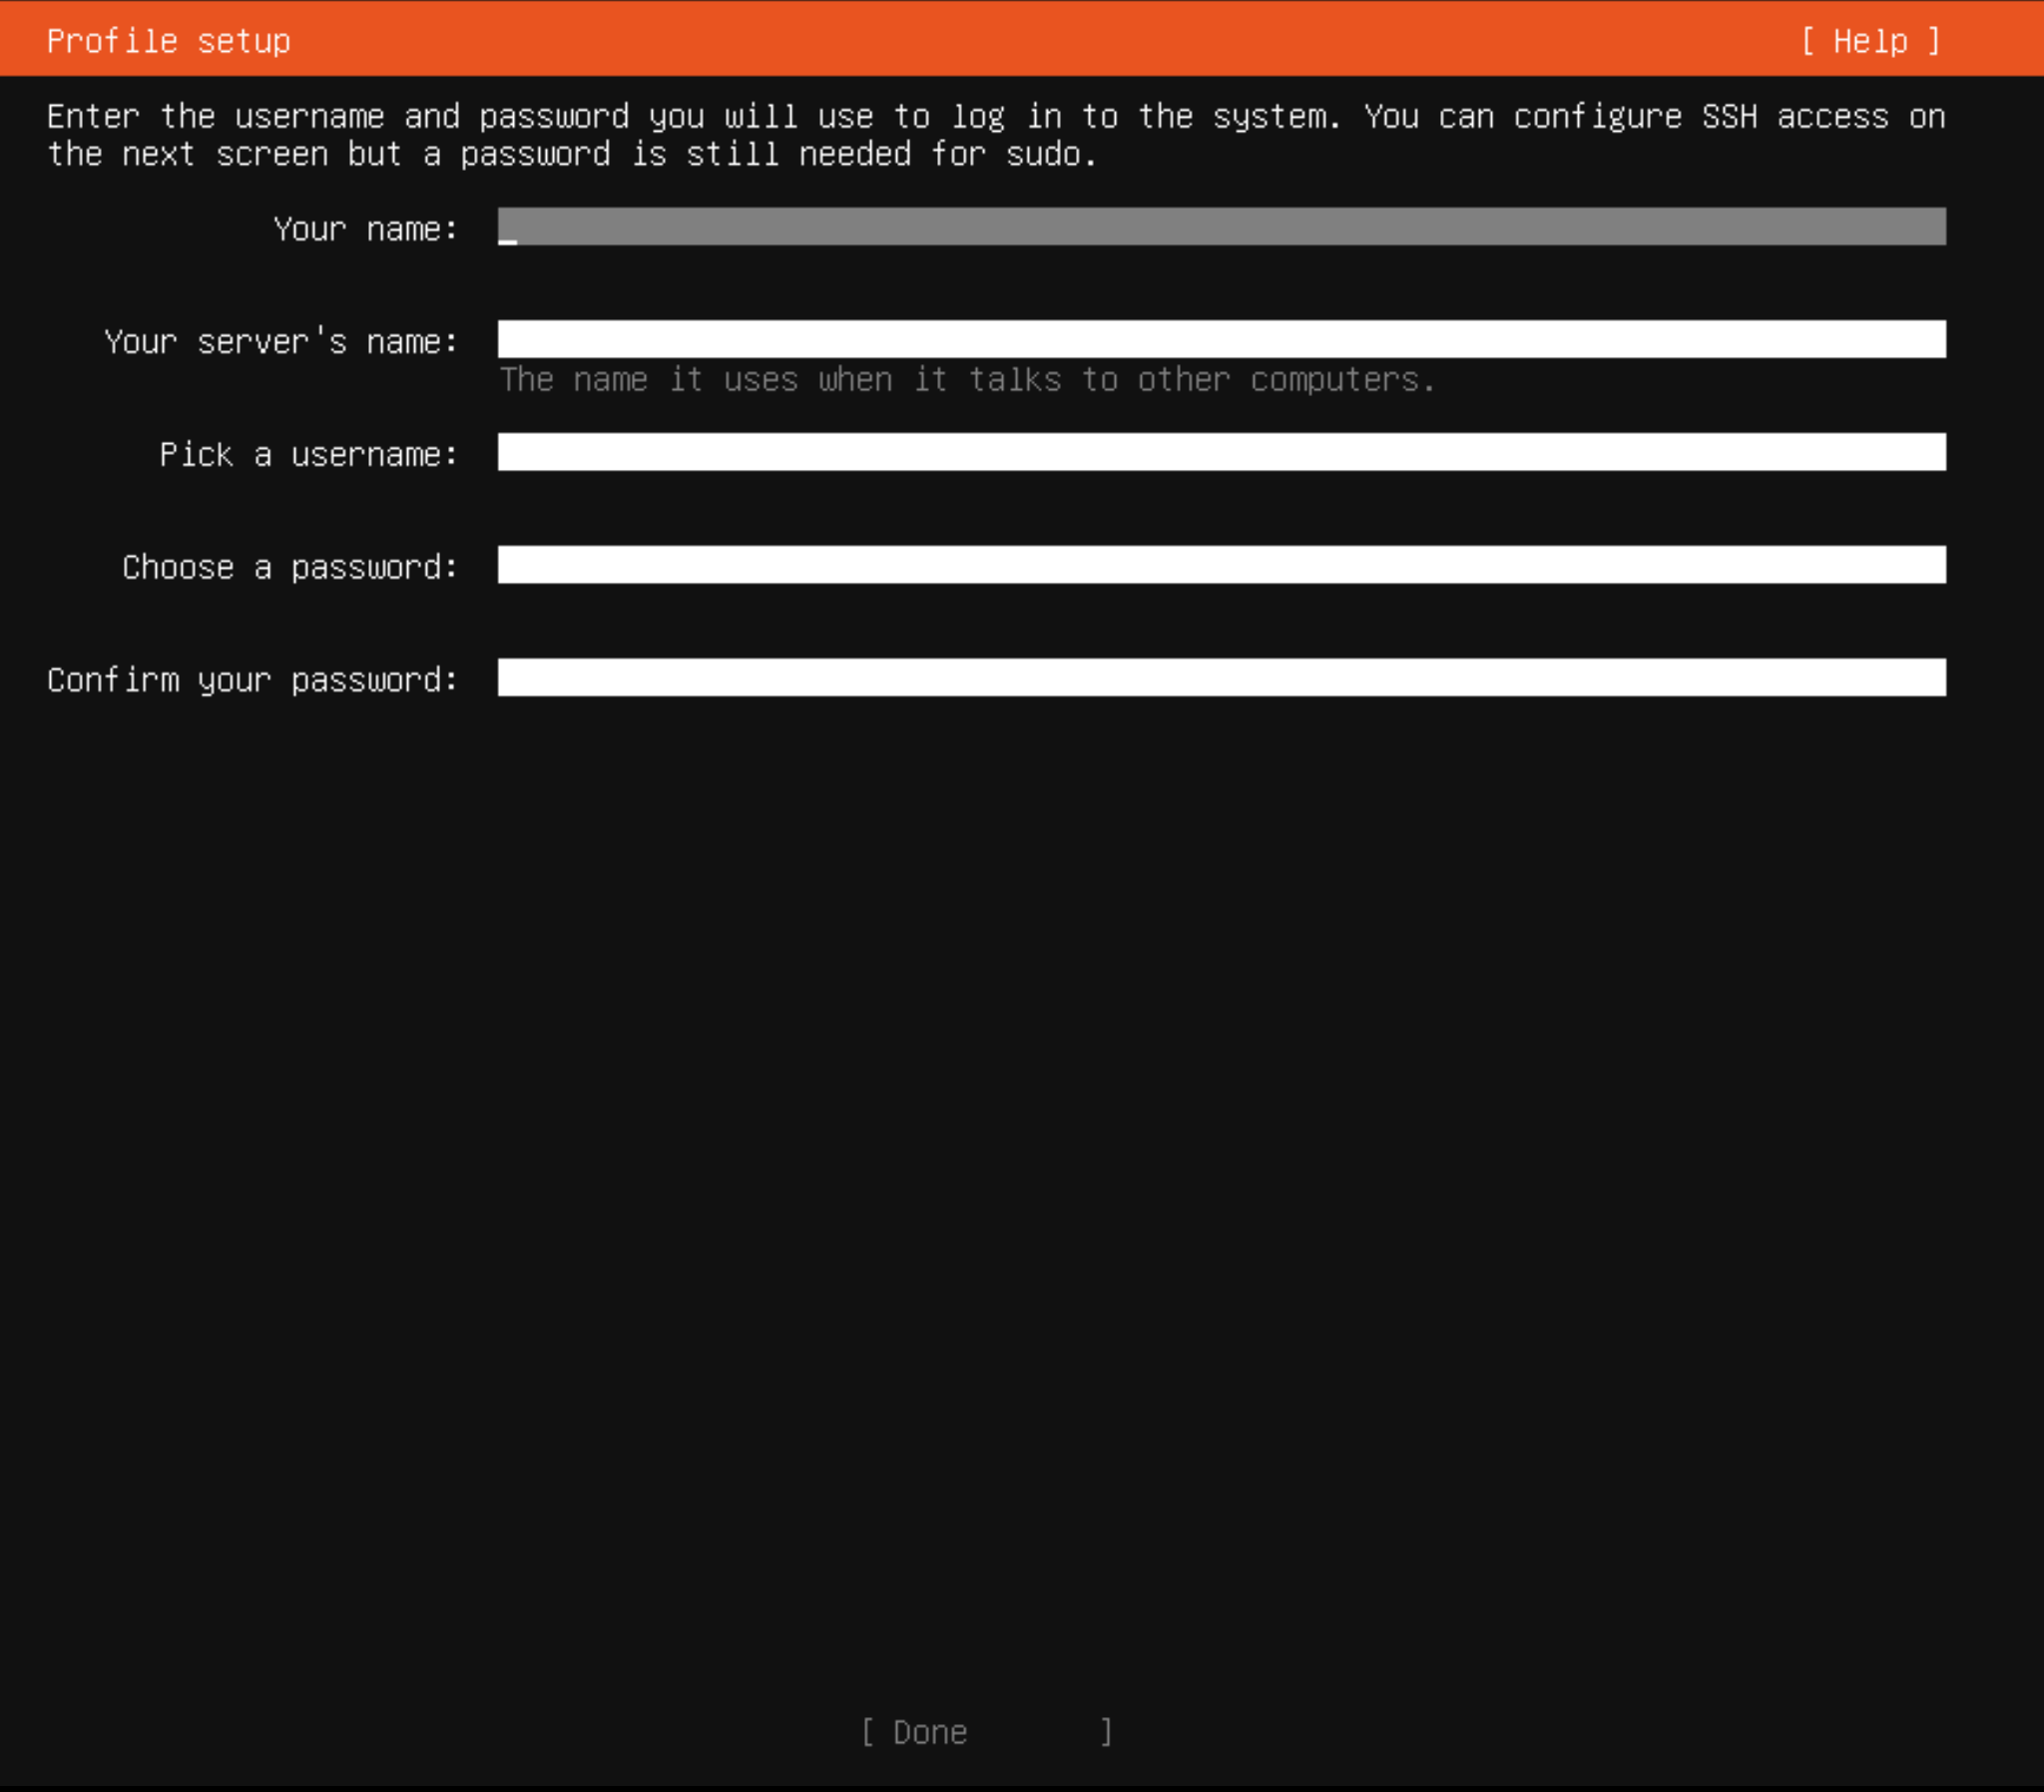 Profile setup [ Help ]
Enter the username and password you will use to log in to the system. You can configure SSH access on
the next screen but a password is still needed for sudo.
Your name:
Your server's name:
The name it uses when it talks to other computers.
Pick a username:
Choose a password:
Confirm your password:
[ Done ]